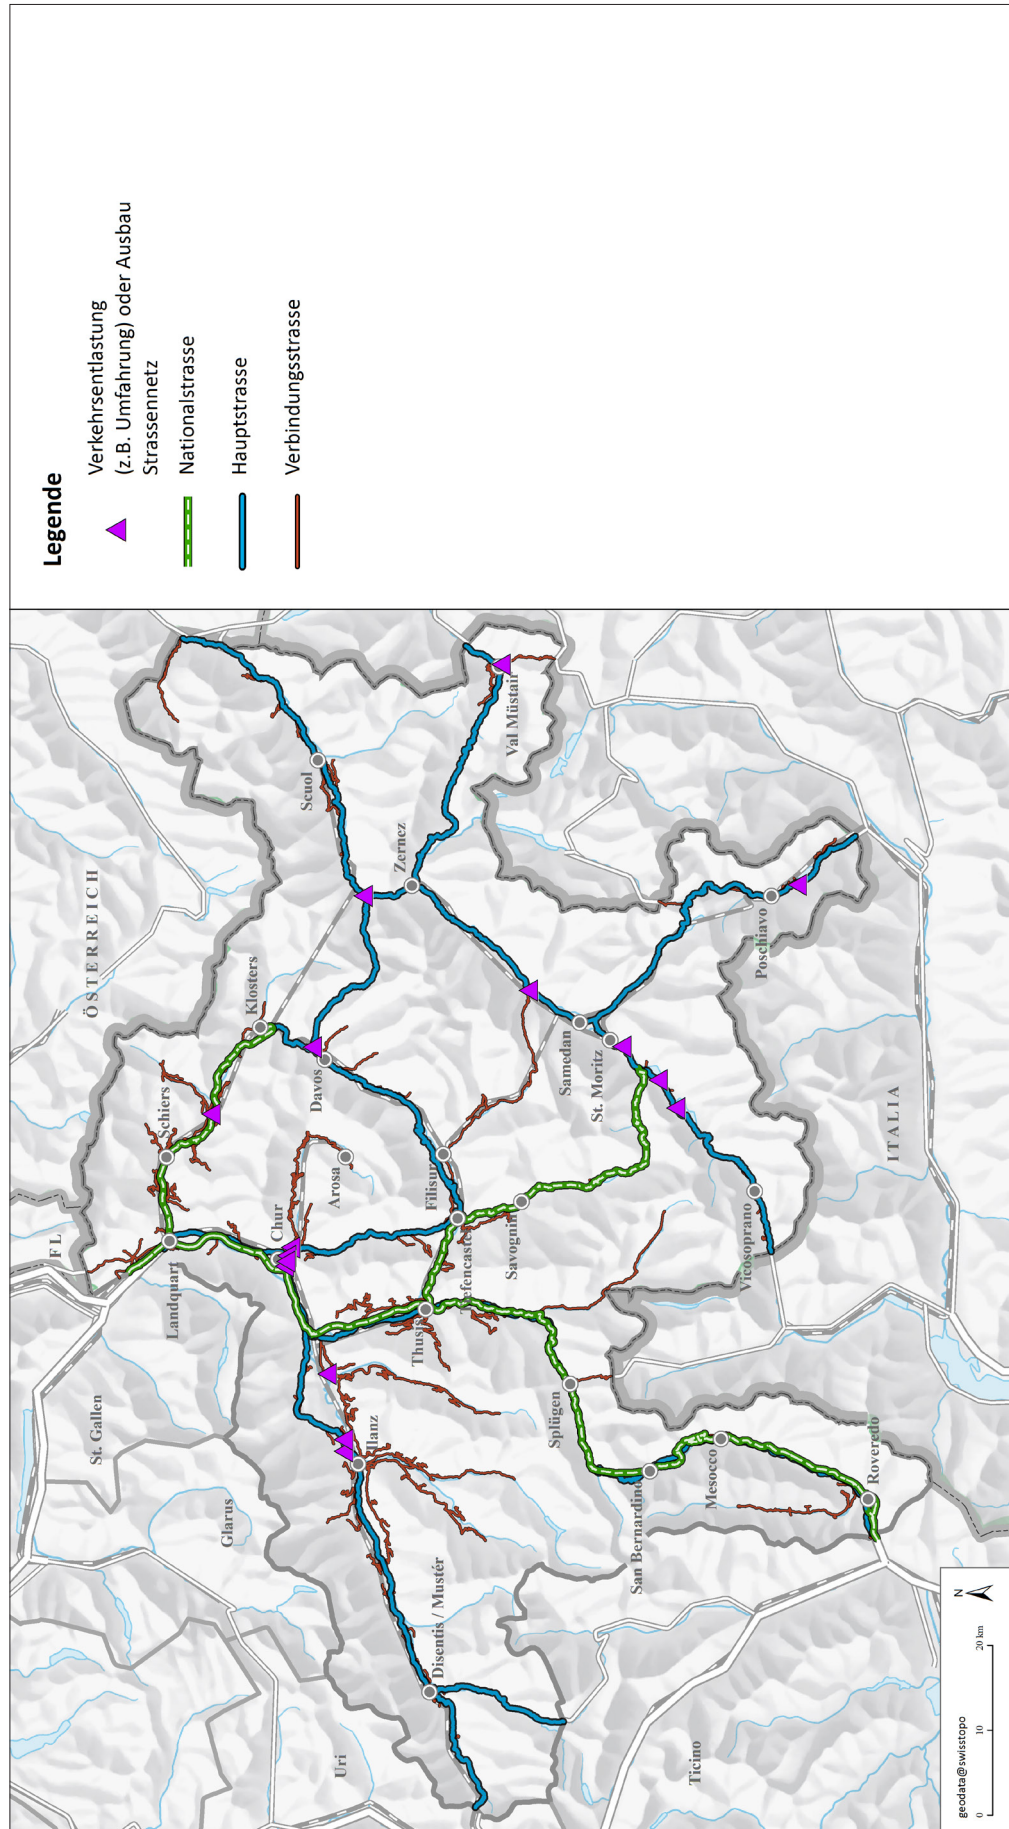 Legende
Verkehrsentlastung
(z.B. Umfahrung) oder Ausbau
Strassennetz
Nationalstrasse
Hauptstrasse
Verbindungsstrasse
ÖSTERREICH
FL
St. Gallen
Glarus
Uri
Ticino
ITALIA
Landquart
Schiers
Klosters
Chur
Arosa
Davos
Scuol
Zernez
Val Müstair
Ilanz
Disentis / Mustér
Thusis
Tiefencastel
Filisur
Savognin
Samedan
St. Moritz
Splügen
San Bernardino
Mesocco
Roveredo
Vicosoprano
Poschiavo
geodata@swisstopo
0 10 20 km
N